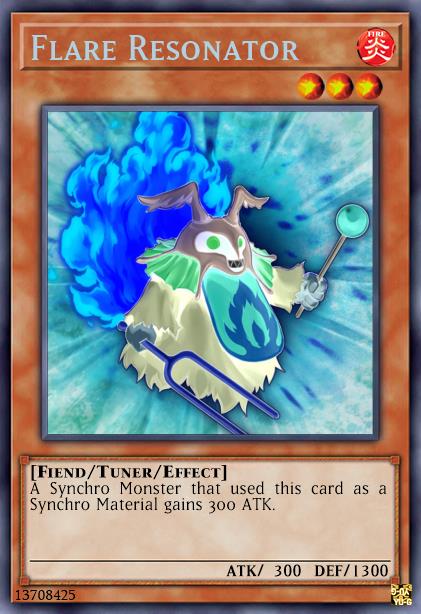 Flare Resonator
FIRE
炎
[Fiend/Tuner/Effect]
A Synchro Monster that used this card as a
Synchro Material gains 300 ATK.
ATK/ 300 DEF/1300
13708425